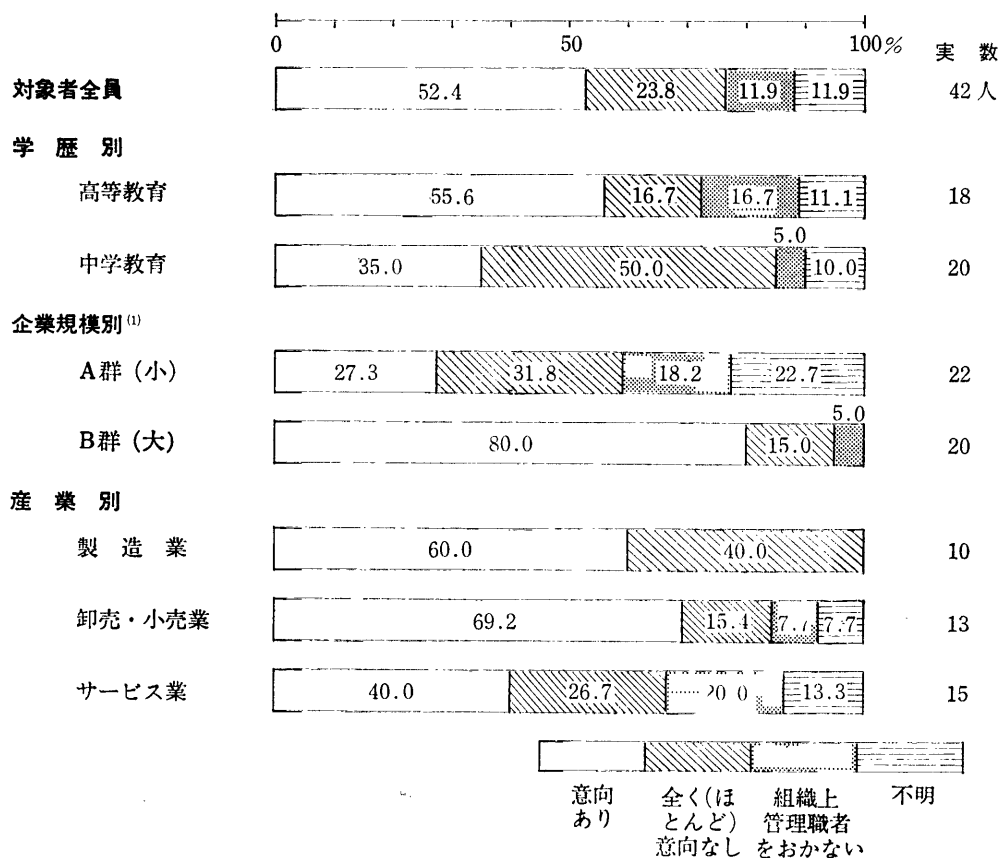 0 50 100% 実数
対象者全員 52.4 23.8 11.9 11.9 42人
学歴別
高等教育 55.6 16.7 16.7 11.1 18
5.0
中学教育 35.0 50.0 10.0 20
企業規模別(1)
A群(小) 27.3 31.8 18.2 22.7 22
5.0
B群(大) 80.0 15.0 20
産業別
製造業 60.0 40.0 10
卸売・小売業 69.2 15.4 7.7 7.7 13
サービス業 40.0 26.7 20.0 13.3 15
意向
あり
全く(ほ
とんど)
意向なし
組織上
管理職者
をおかない
不明